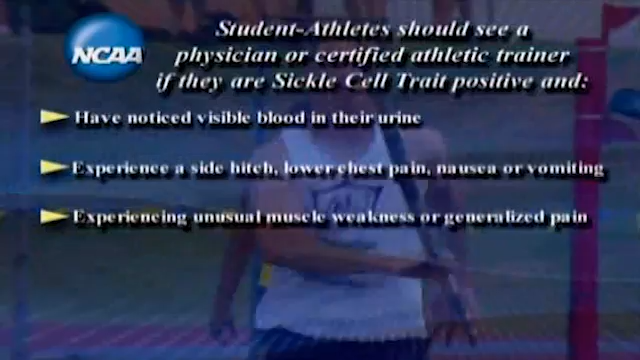 NCAA
Student-Athletes should see a
physician or certified athletic trainer
if they are Sickle Cell Trait positive and:
Have noticed visible blood in their urine
Experience a side hitch, lower chest pain, nausea or vomiting
Experiencing unusual muscle weakness or generalized pain